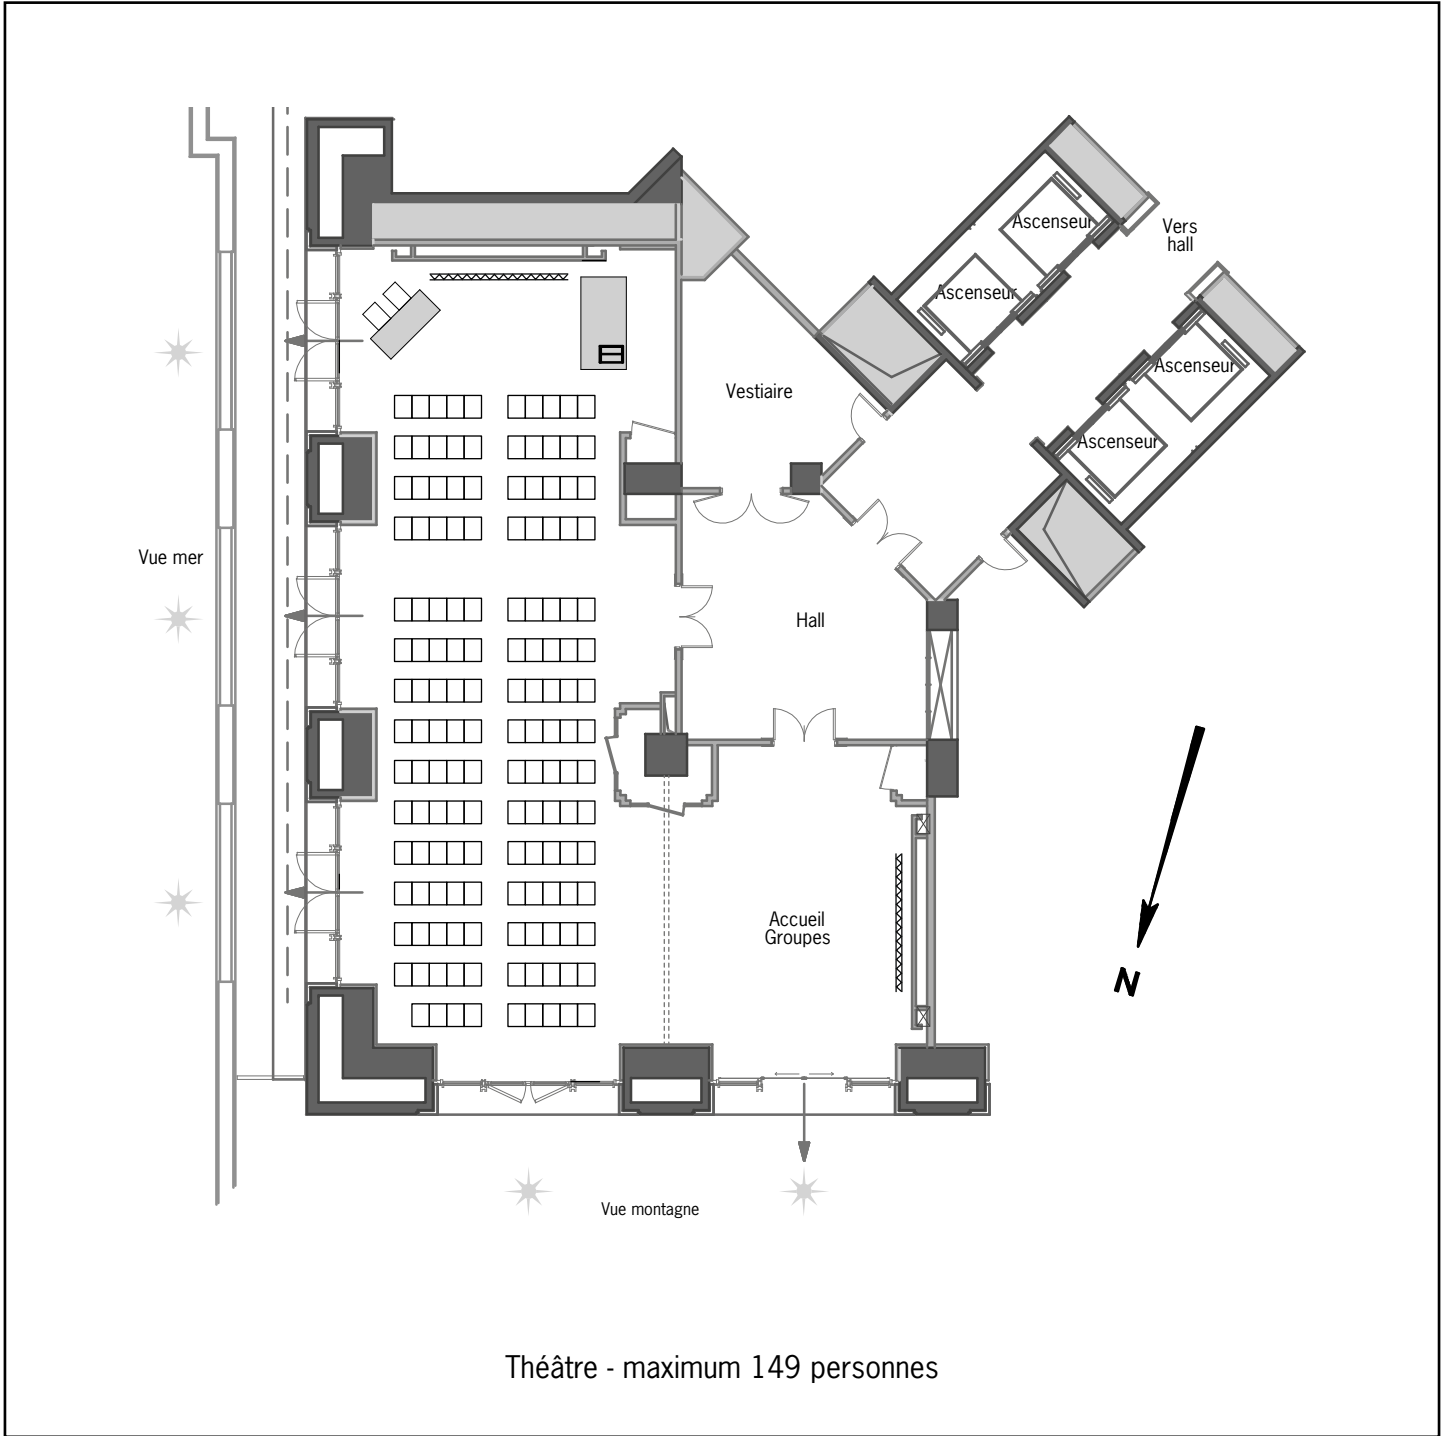 Ascenseur
Vers
hall
Ascenseur
Ascenseur
Vestiaire
Ascenseur
Vue mer
Hall
Accueil
Groupes
N
Vue montagne
Théâtre - maximum 149 personnes